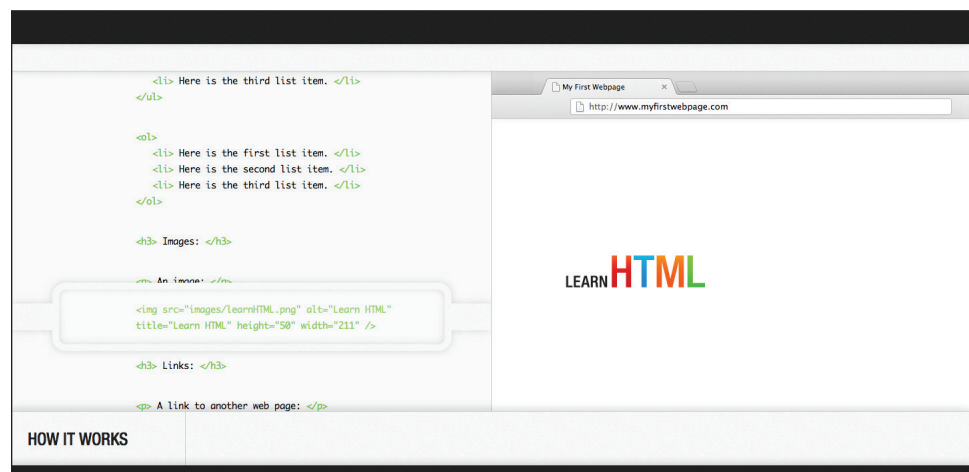 <li> Here is the third list item. </li>
</ul>
<ol>
<li> Here is the first list item. </li>
<li> Here is the second list item. </li>
<li> Here is the third list item. </li>
</ol>
<h3> Images: </h3>
<p> An image: </p>
<img src="images/learnHTML.png" alt="Learn HTML"
title="Learn HTML" height="50" width="211" />
<h3> Links: </h3>
<p> A link to another web page: </p>
My First Webpage
http://www.myfirstwebpage.com
LEARN HTML
HOW IT WORKS